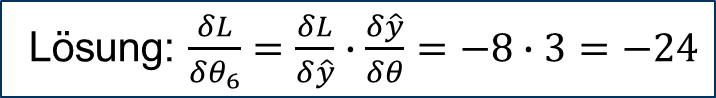 Lösung: δL/δθ₆ = δL/δŷ · δŷ/δθ = −8 · 3 = −24